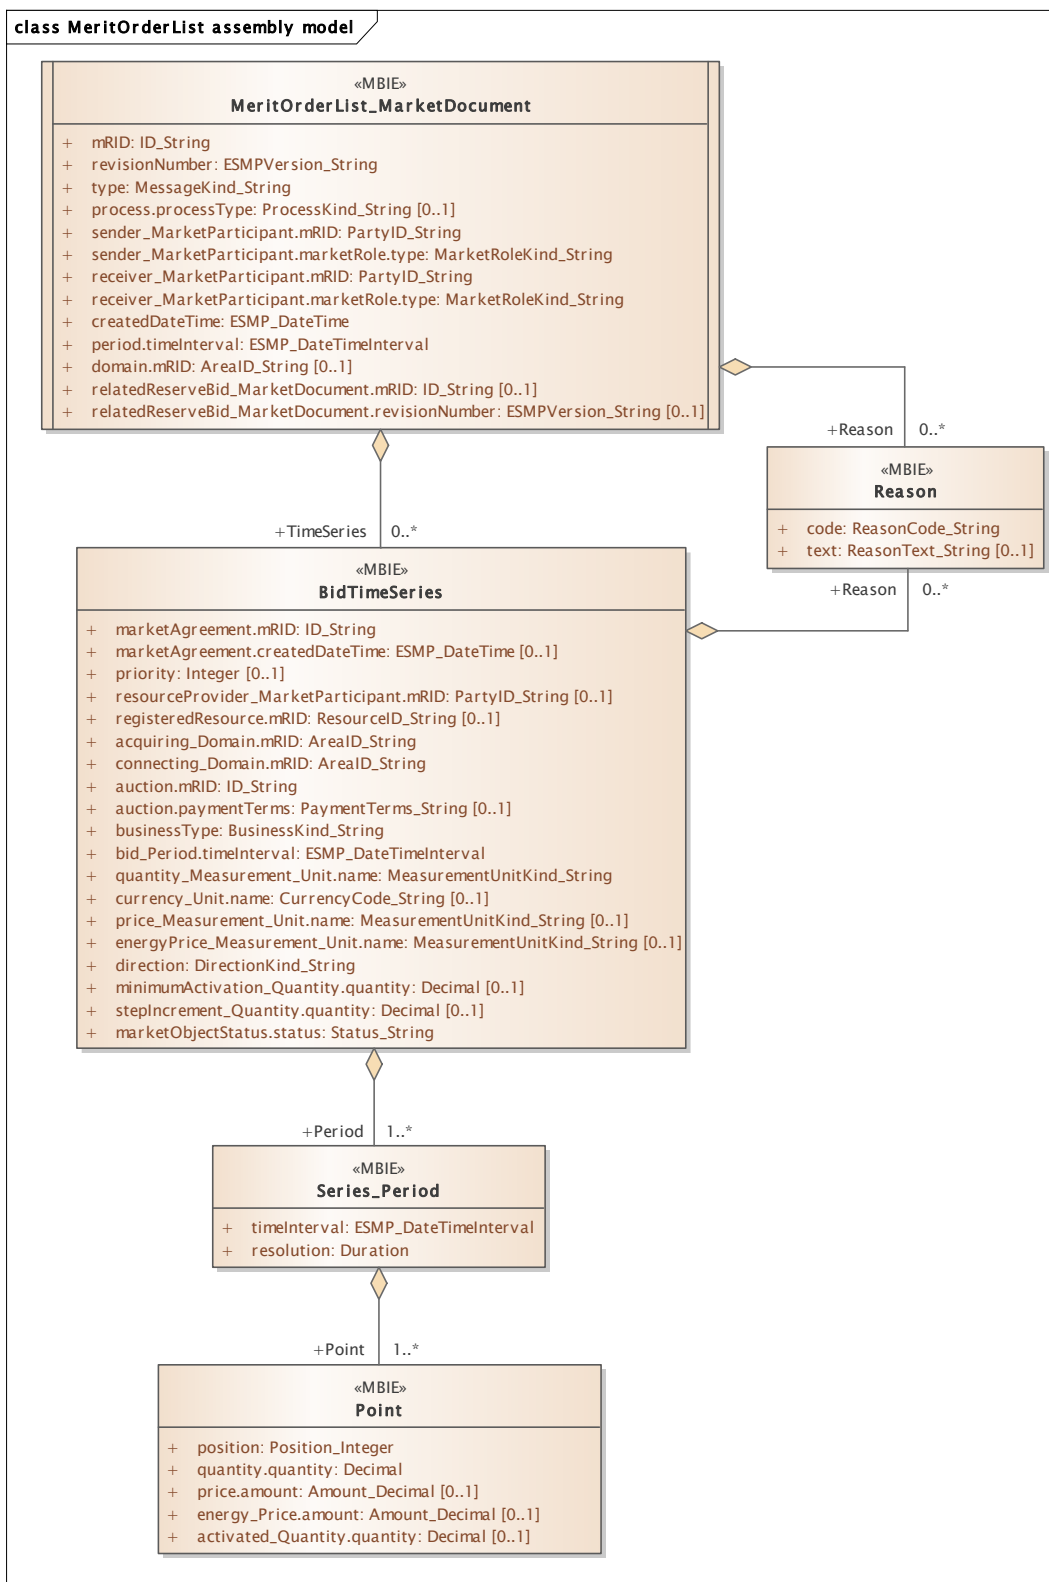 class MeritOrderList assembly model
«MBIE»
MeritOrderList_MarketDocument
+ mRID: ID_String
+ revisionNumber: ESMPVersion_String
+ type: MessageKind_String
+ process.processType: ProcessKind_String [0..1]
+ sender_MarketParticipant.mRID: PartyID_String
+ sender_MarketParticipant.marketRole.type: MarketRoleKind_String
+ receiver_MarketParticipant.mRID: PartyID_String
+ receiver_MarketParticipant.marketRole.type: MarketRoleKind_String
+ createdDateTime: ESMP_DateTime
+ period.timeInterval: ESMP_DateTimeInterval
+ domain.mRID: AreaID_String [0..1]
+ relatedReserveBid_MarketDocument.mRID: ID_String [0..1]
+ relatedReserveBid_MarketDocument.revisionNumber: ESMPVersion_String [0..1]
+Reason 0..*
«MBIE»
Reason
+ code: ReasonCode_String
+ text: ReasonText_String [0..1]
+Reason 0..*
+TimeSeries 0..*
«MBIE»
BidTimeSeries
+ marketAgreement.mRID: ID_String
+ marketAgreement.createdDateTime: ESMP_DateTime [0..1]
+ priority: Integer [0..1]
+ resourceProvider_MarketParticipant.mRID: PartyID_String [0..1]
+ registeredResource.mRID: ResourceID_String [0..1]
+ acquiring_Domain.mRID: AreaID_String
+ connecting_Domain.mRID: AreaID_String
+ auction.mRID: ID_String
+ auction.paymentTerms: PaymentTerms_String [0..1]
+ businessType: BusinessKind_String
+ bid_Period.timeInterval: ESMP_DateTimeInterval
+ quantity_Measurement_Unit.name: MeasurementUnitKind_String
+ currency_Unit.name: CurrencyCode_String [0..1]
+ price_Measurement_Unit.name: MeasurementUnitKind_String [0..1]
+ energyPrice_Measurement_Unit.name: MeasurementUnitKind_String [0..1]
+ direction: DirectionKind_String
+ minimumActivation_Quantity.quantity: Decimal [0..1]
+ stepIncrement_Quantity.quantity: Decimal [0..1]
+ marketObjectStatus.status: Status_String
+Period 1..*
«MBIE»
Series_Period
+ timeInterval: ESMP_DateTimeInterval
+ resolution: Duration
+Point 1..*
«MBIE»
Point
+ position: Position_Integer
+ quantity.quantity: Decimal
+ price.amount: Amount_Decimal [0..1]
+ energy_Price.amount: Amount_Decimal [0..1]
+ activated_Quantity.quantity: Decimal [0..1]